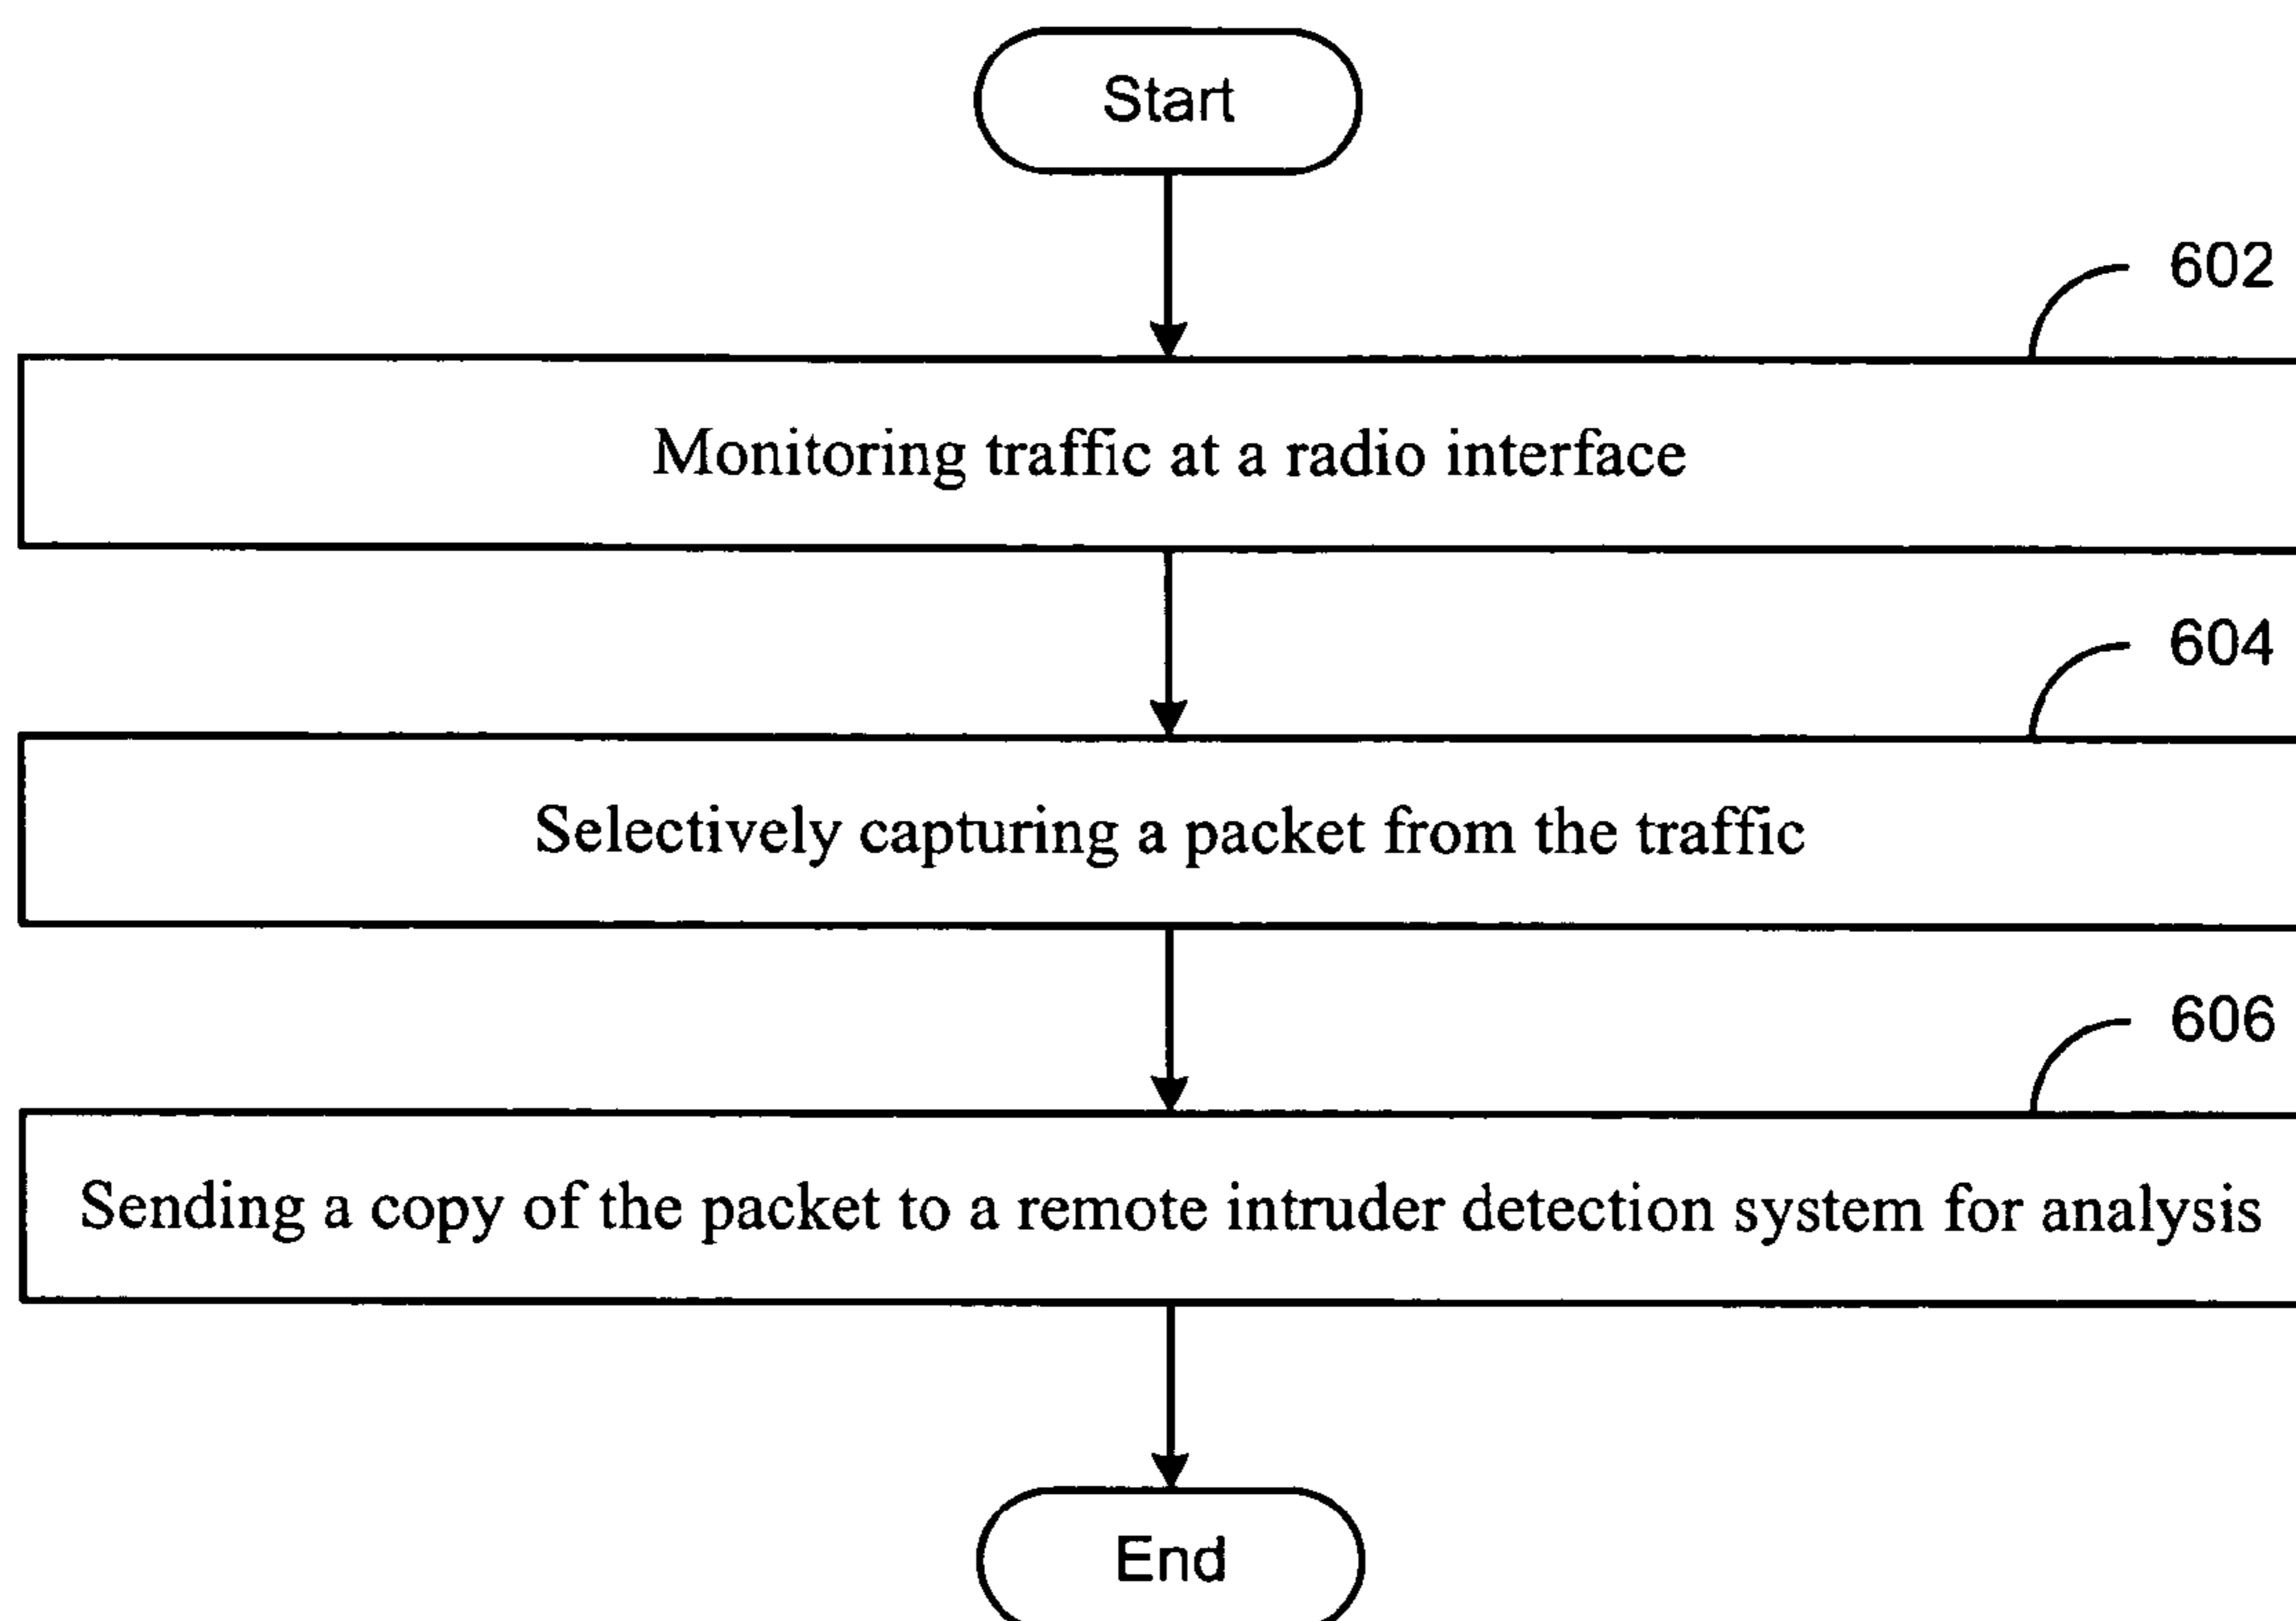 Start
602
Monitoring traffic at a radio interface
604
Selectively capturing a packet from the traffic
606
Sending a copy of the packet to a remote intruder detection system for analysis
End